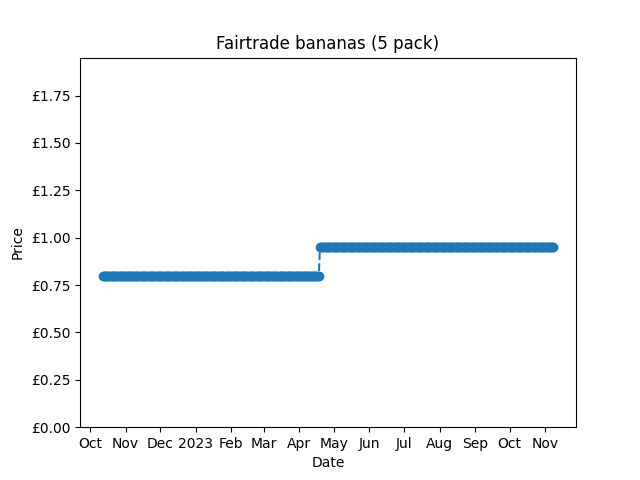 Fairtrade bananas (5 pack)
£1.75
£1.50
£1.25
£1.00
£0.75
£0.50
£0.25
£0.00
Price
Oct Nov Dec 2023 Feb Mar Apr May Jun Jul Aug Sep Oct Nov
Date